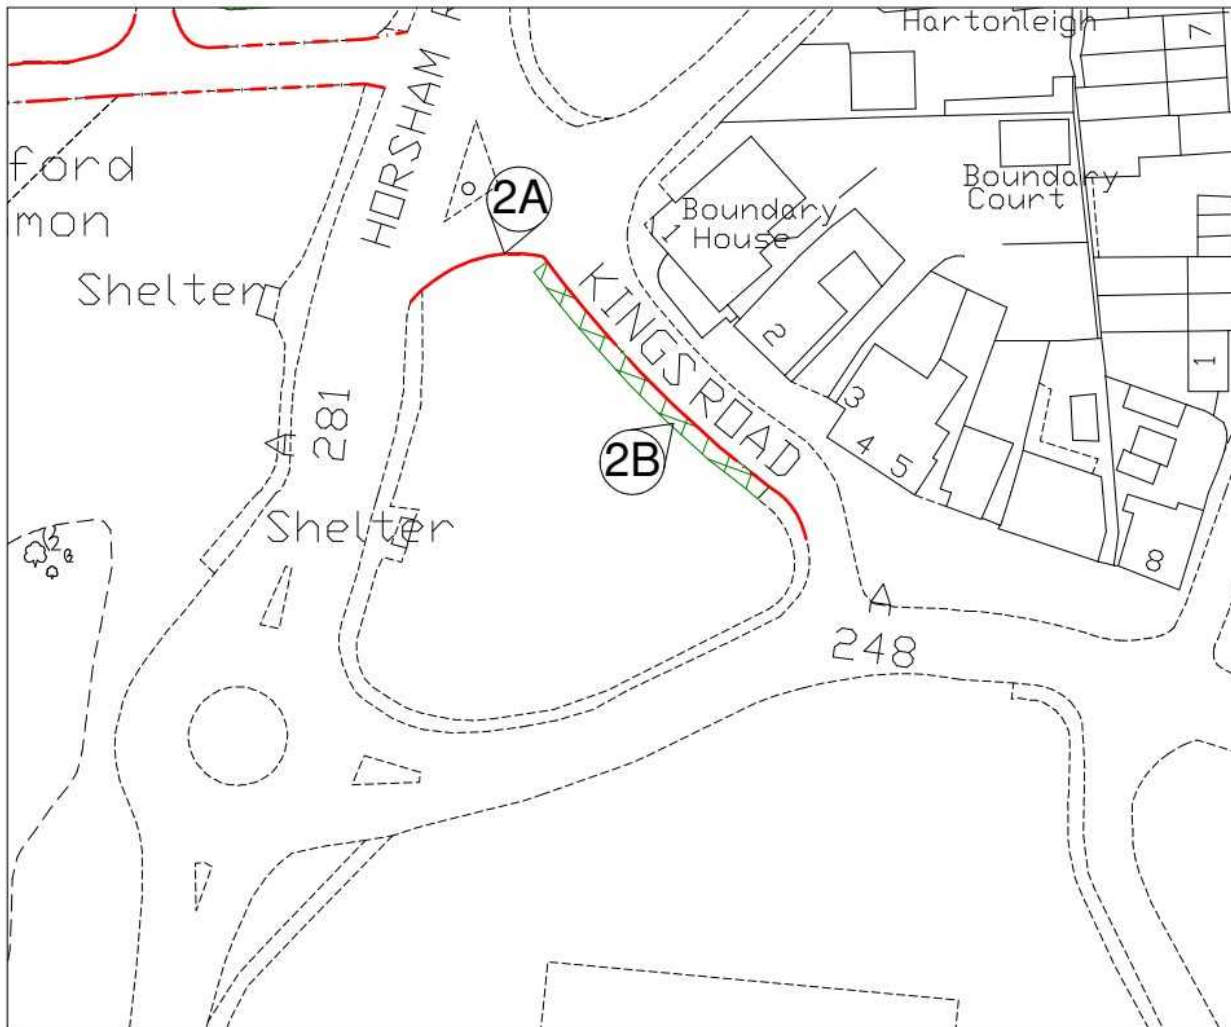 Hartonleigh
7
HORSHAM
ford
mon
2A
Boundary
House
1
Boundary
Court
Shelter
KINGS ROAD
2
3
4
5
1
A
281
2B
Shelter
2
8
A
248